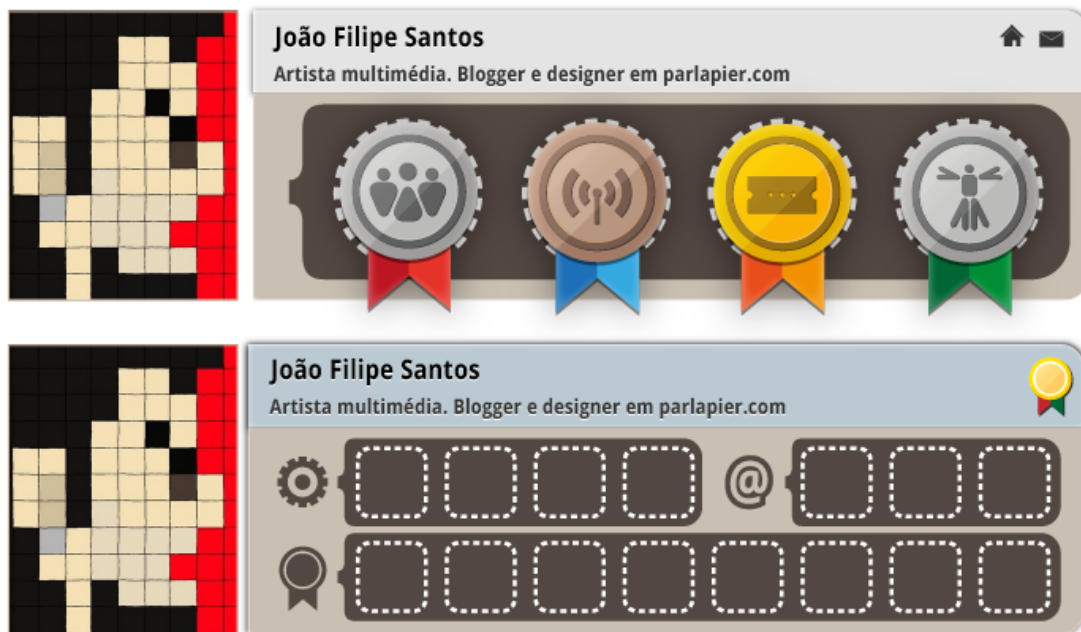 João Filipe Santos
Artista multimédia. Blogger e designer em parlapier.com
João Filipe Santos
Artista multimédia. Blogger e designer em parlapier.com
@